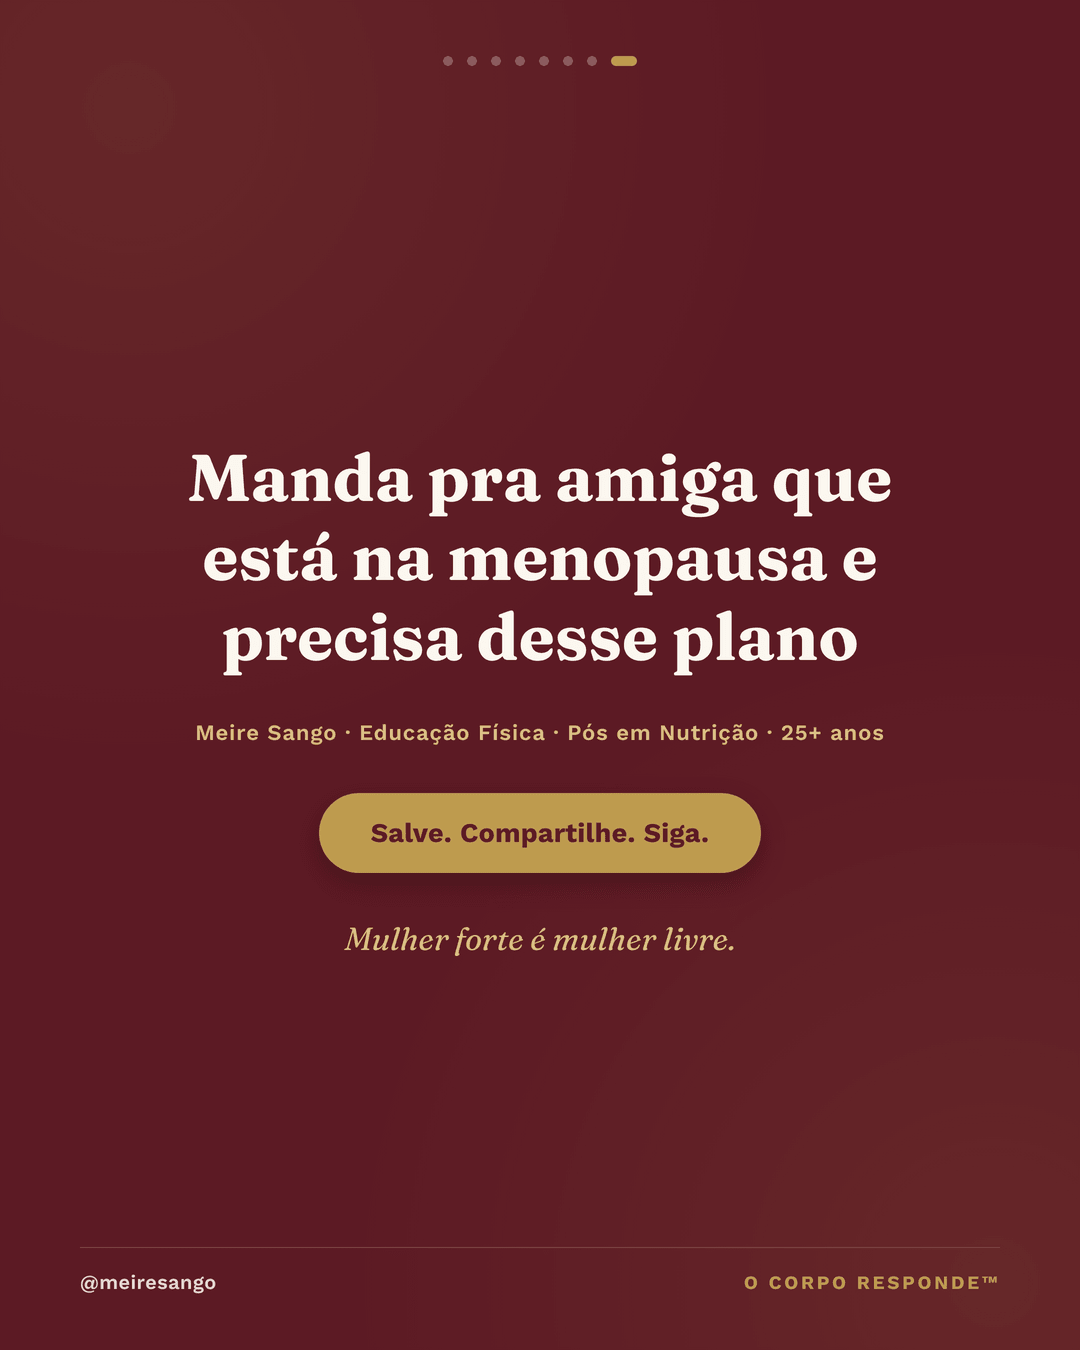 Manda pra amiga que
está na menopausa e
precisa desse plano
Meire Sango · Educação Física · Pós em Nutrição · 25+ anos
Salve. Compartilhe. Siga.
Mulher forte é mulher livre.
@meiresango
O CORPO RESPONDE™